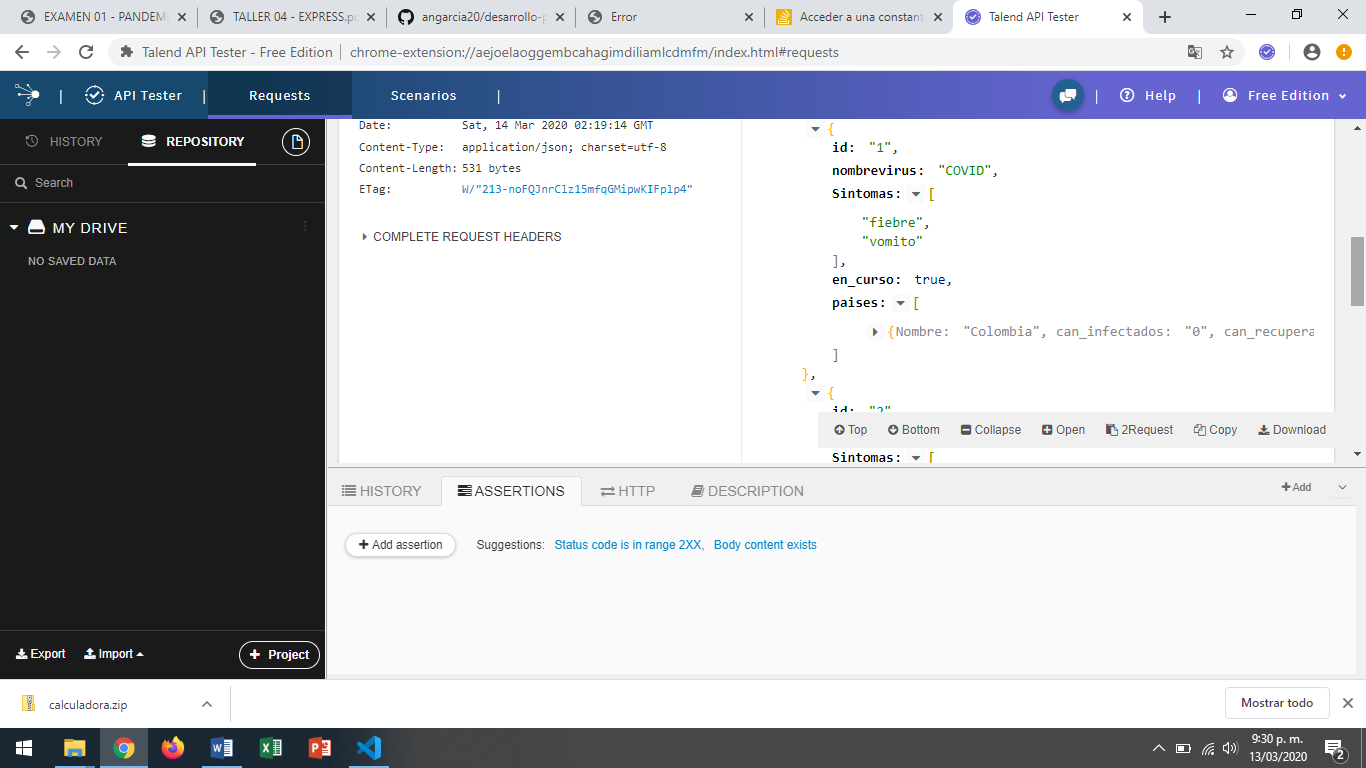 EXAMEN 01 - PANDEMI
TALLER 04 - EXPRESS.pd
angarcia20/desarrollo-p
Error
Acceder a una constant
Talend API Tester
Talend API Tester - Free Edition | chrome-extension://aejoelaoggembcahagimdiliamlcdmfm/index.html#requests
API Tester
Requests
Scenarios
Help
Free Edition
HISTORY
REPOSITORY
Search
MY DRIVE
NO SAVED DATA
Export
Import
+ Project
Date: Sat, 14 Mar 2020 02:19:14 GMT
Content-Type: application/json; charset=utf-8
Content-Length: 531 bytes
ETag: W/"213-noFQJnrClz15mfqGMipwKIFplp4"
COMPLETE REQUEST HEADERS
{
id: "1",
nombrevirus: "COVID",
Sintomas: [
"fiebre",
"vomito"
],
en_curso: true,
paises: [
{Nombre: "Colombia", can_infectados: "0", can_recupera
]
},
{
id: "2"
Top
Bottom
Collapse
Open
2Request
Copy
Download
Sintomas: [
HISTORY
ASSERTIONS
HTTP
DESCRIPTION
+ Add
+ Add assertion
Suggestions: Status code is in range 2XX, Body content exists
calculadora.zip
Mostrar todo
9:30 p. m.
13/03/2020
2